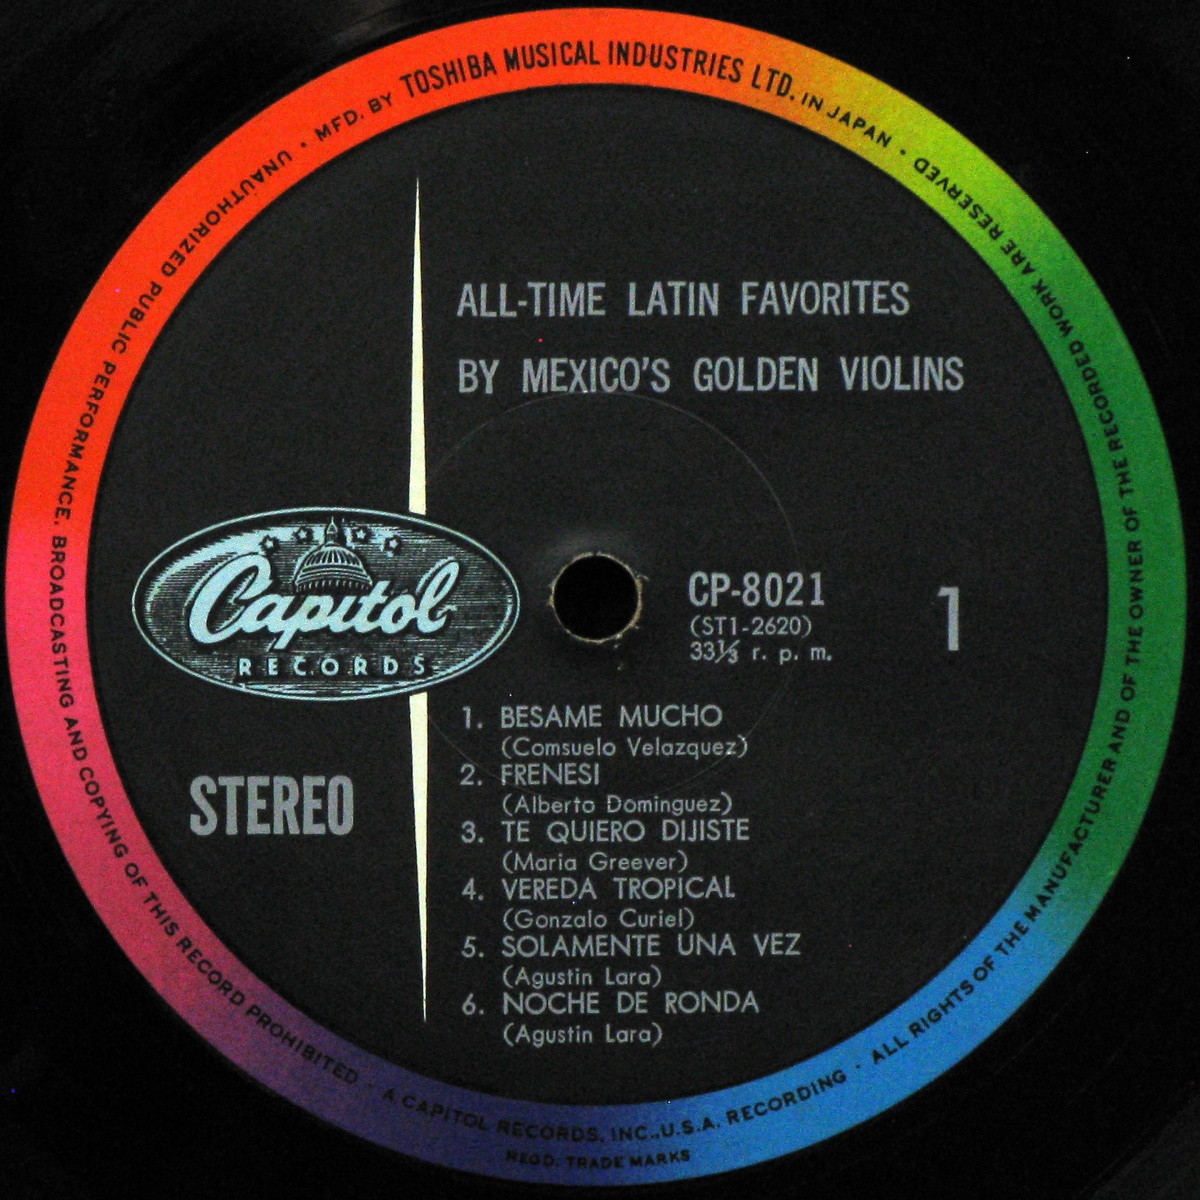 MFD. BY TOSHIBA MUSICAL INDUSTRIES LTD. IN JAPAN · ALL RIGHTS OF THE MANUFACTURER AND OF THE OWNER OF THE RECORDED WORK ARE RESERVED
UNAUTHORIZED PUBLIC PERFORMANCE, BROADCASTING AND COPYING OF THIS RECORD PROHIBITED · A CAPITOL RECORDS, INC., U.S.A. RECORDING ·
REGD. TRADE MARKS
ALL-TIME LATIN FAVORITES
BY MEXICO'S GOLDEN VIOLINS
Capitol
RECORDS
CP-8021
(ST1-2620)
33⅓ r. p. m.
1
STEREO
1. BESAME MUCHO
(Comsuelo Velazquez)
2. FRENESI
(Alberto Dominguez)
3. TE QUIERO DIJISTE
(Maria Greever)
4. VEREDA TROPICAL
(Gonzalo Curiel)
5. SOLAMENTE UNA VEZ
(Agustin Lara)
6. NOCHE DE RONDA
(Agustin Lara)